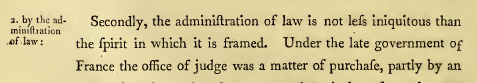 2. by the ad-
miniſtration
of law:
Secondly, the adminiſtration of law is not leſs iniquitous than
the ſpirit in which it is framed. Under the late government of
France the office of judge was a matter of purchaſe, partly by an